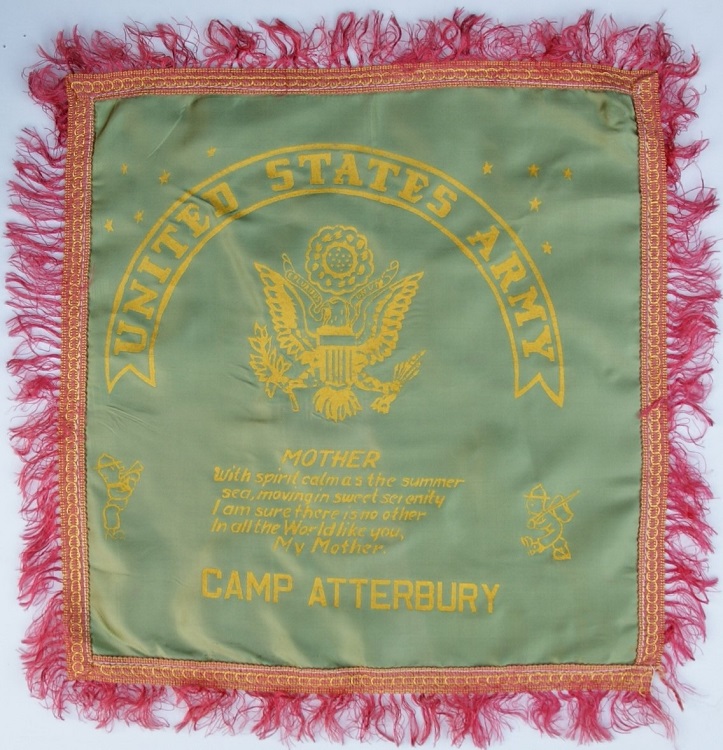 UNITED STATES ARMY
MOTHER
With spirit calm as the summer
sea, moving in sweet serenity
I am sure there is no other
In all the World like you,
My Mother.
CAMP ATTERBURY